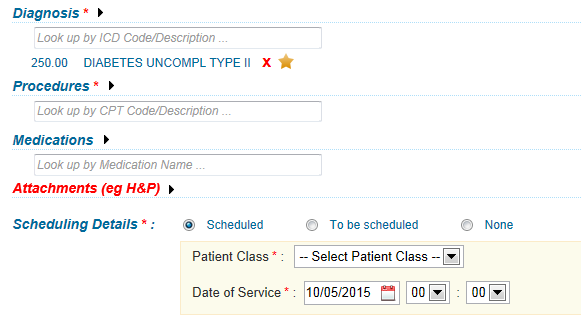 Diagnosis *
Look up by ICD Code/Description ...
250.00 DIABETES UNCOMPL TYPE II X
Procedures *
Look up by CPT Code/Description ...
Medications
Look up by Medication Name ...
Attachments (eg H&P)
Scheduling Details * : Scheduled To be scheduled None
Patient Class * : -- Select Patient Class --
Date of Service * : 10/05/2015 00 : 00